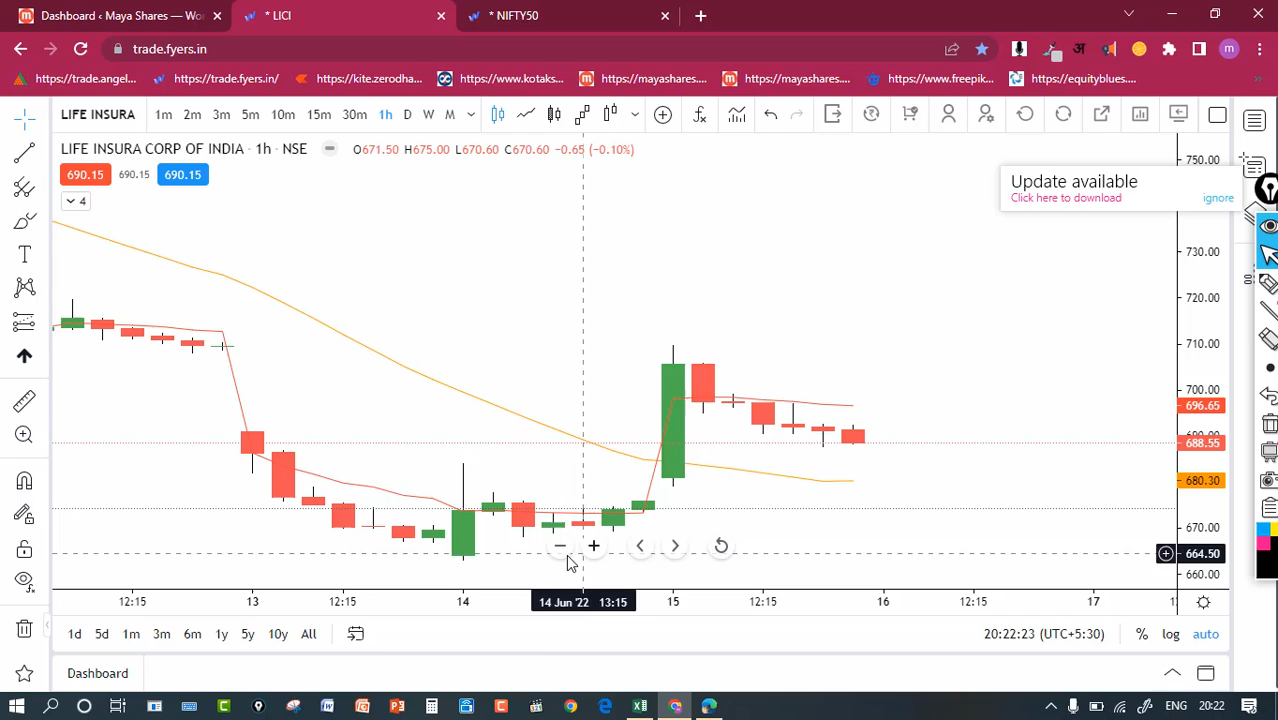 Dashboard ‹ Maya Shares — Wor
* LICI
* NIFTY50
trade.fyers.in
अ
m
https://trade.angel...
https://trade.fyers.in/
https://kite.zerodha...
https://www.kotaks...
https://mayashares...
https://mayashares....
https://www.freepik...
https://equityblues....
LIFE INSURA
1m 2m 3m 5m 10m 15m 30m 1h D W M
LIFE INSURA CORP OF INDIA · 1h · NSE
O671.50 H675.00 L670.60 C670.60 −0.65 (−0.10%)
690.15 690.15 690.15
4
Update available
Click here to download
ignore
750.00
730.00
720.00
710.00
700.00
696.65
690.00
688.55
680.30
670.00
664.50
660.00
12:15 13 12:15 14 14 Jun '22 13:15 15 12:15 16 12:15 17
1d 5d 1m 3m 6m 1y 5y 10y All
20:22:23 (UTC+5:30)
% log auto
Dashboard
ENG 20:22